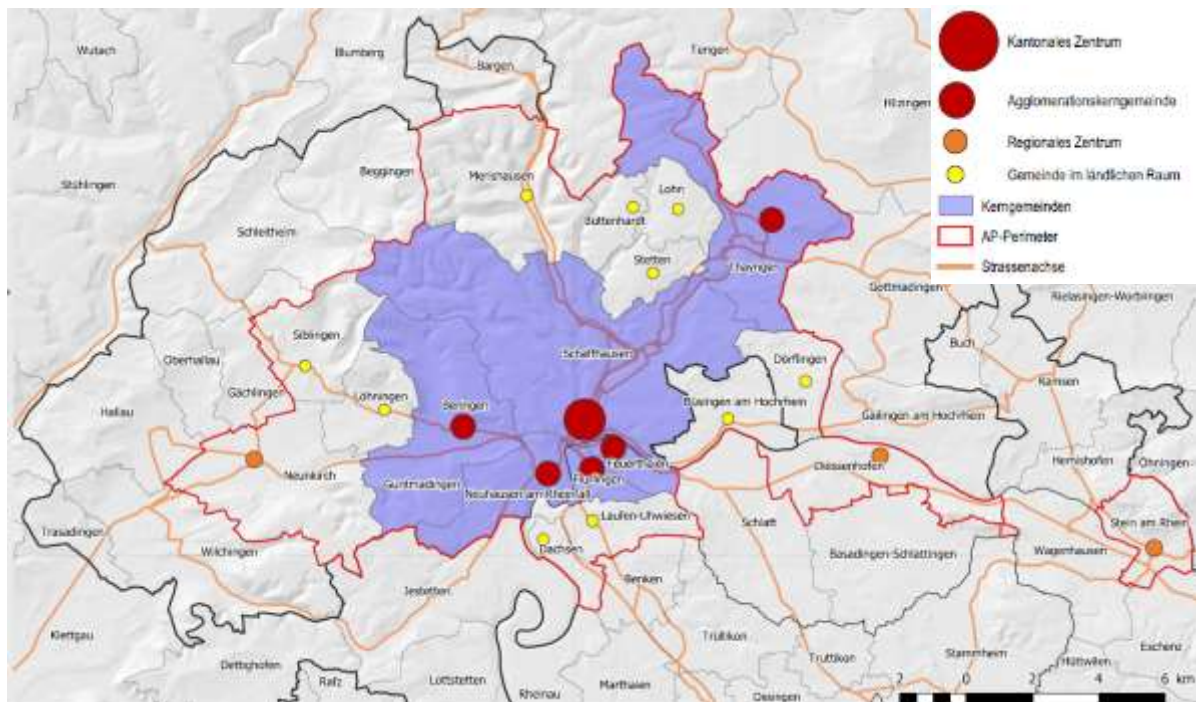 Kantonales Zentrum
Agglomerationskerngemeinde
Regionales Zentrum
Gemeinde im ländlichen Raum
Kerngemeinden
AP-Perimeter
Strassenachse
Wutach
Blumberg
Bargen
Tengen
Hilzingen
Stühlingen
Beggingen
Merishausen
Lohn
Büttenhardt
Schleitheim
Stetten
Thayngen
Gottmadingen
Rielasingen-Worblingen
Siblingen
Oberhallau
Schaffhausen
Dörflingen
Buch
Gächlingen
Löhningen
Beringen
Büsingen am Hochrhein
Ramsen
Hallau
Gailingen am Hochrhein
Neunkirch
Feuerthalen
Diessenhofen
Hemishofen
Öhningen
Guntmadingen
Flurlingen
Neuhausen am Rheinfall
Laufen-Uhwiesen
Schlatt
Stein am Rhein
Trasadingen
Wilchingen
Dachsen
Basadingen-Schlattingen
Wagenhausen
Jestetten
Benken
Klettgau
Trüllikon
Eschenz
Dettighofen
Truttikon
Stammheim
Hüttwilen
Rafz
Lottstetten
Rheinau
Marthalen
Ossingen
2 0 2 4 6 km